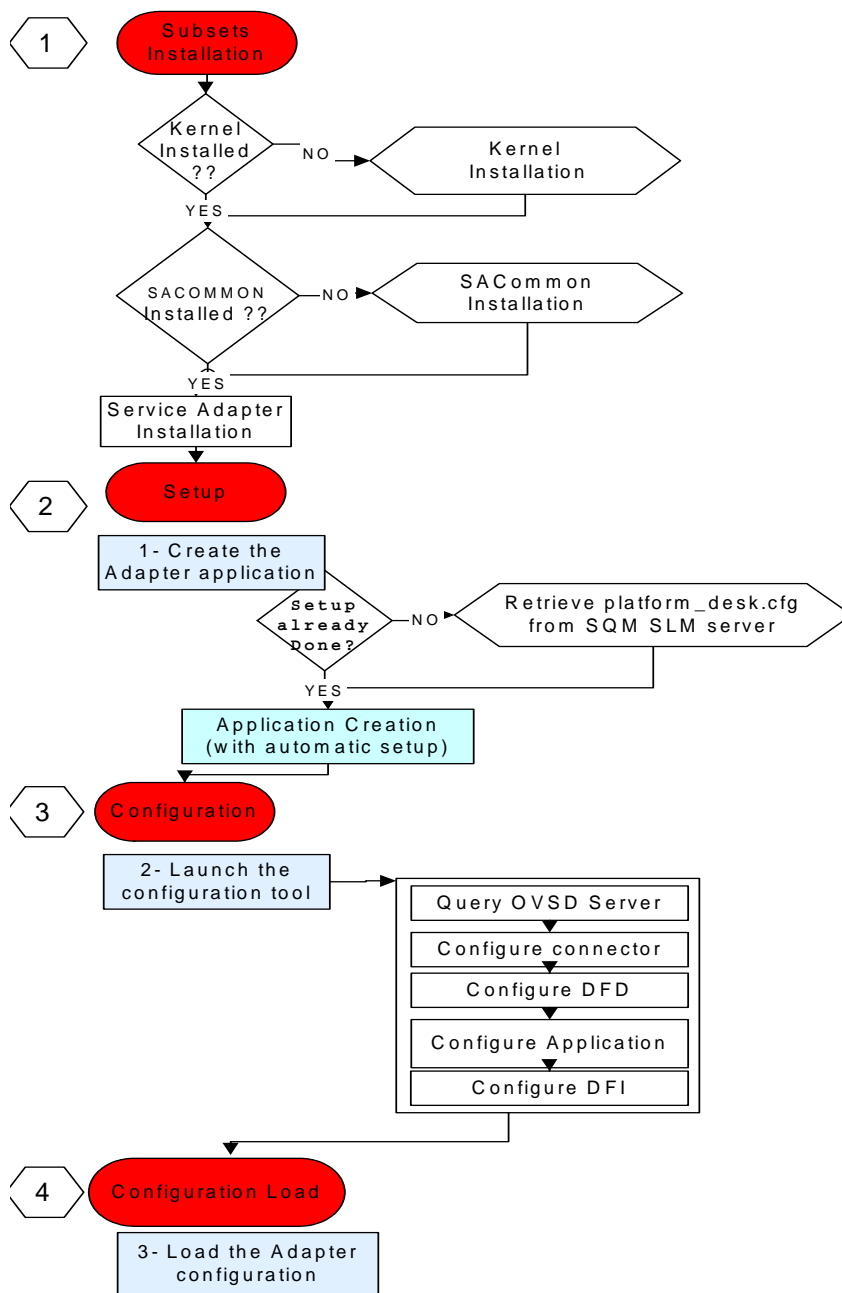 1
Subsets
Installation
Kernel
Installed
??
NO
Kernel
Installation
YES
SACOMMON
Installed ??
NO
SACommon
Installation
YES
Service Adapter
Installation
2
Setup
1- Create the
Adapter application
Setup
already
Done?
NO
Retrieve platform_desk.cfg
from SQM SLM server
YES
Application Creation
(with automatic setup)
3
Configuration
2- Launch the
configuration tool
Query OVSD Server
Configure connector
Configure DFD
Configure Application
Configure DFI
4
Configuration Load
3- Load the Adapter
configuration